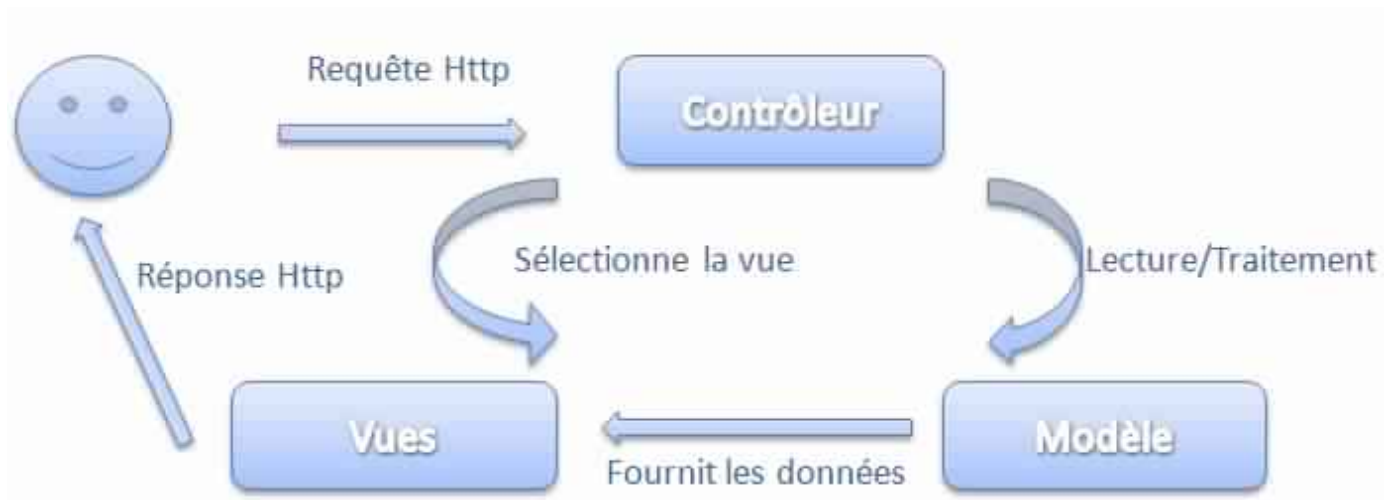 Requête Http
Contrôleur
Sélectionne la vue
Lecture/Traitement
Réponse Http
Vues
Modèle
Fournit les données